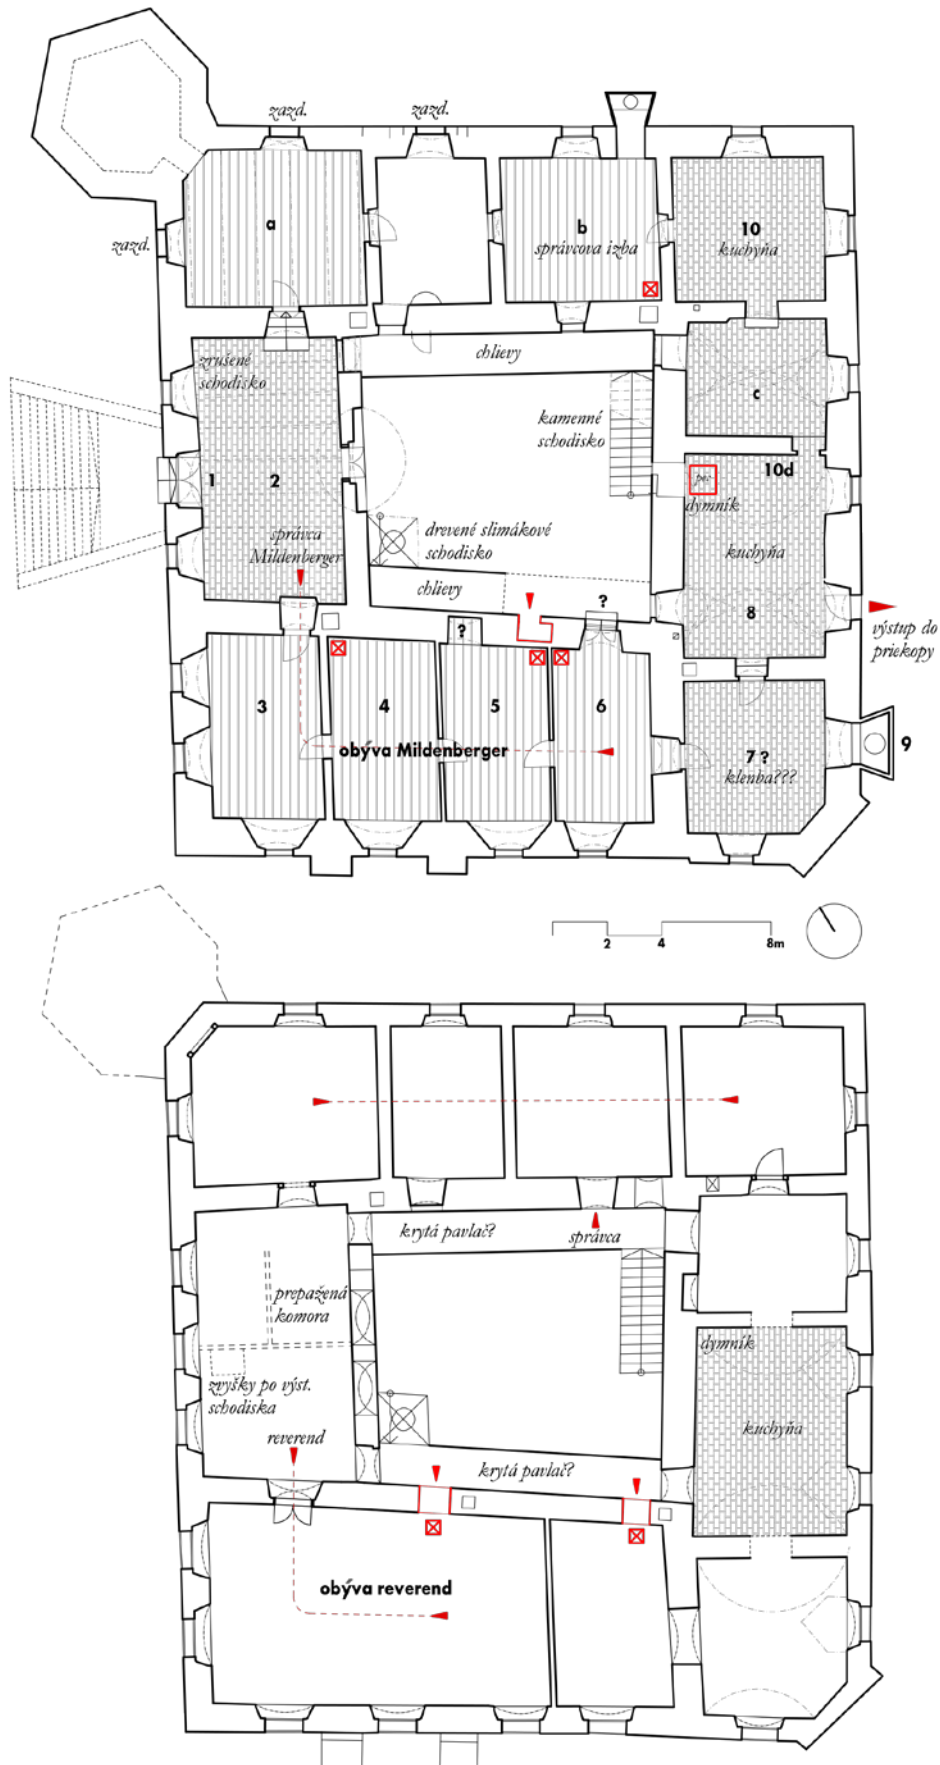 zazd.
zazd.
zazd.
a
b
správcova izba
10
kuchyňa
zrušené
schodisko
chlievy
kamenné
schodisko
c
1
2
10d
pec
dymník
správca
Mildenberger
drevené slimákové
schodisko
kuchyňa
chlievy
?
?
8
výstup do
priekopy
3
4
5
6
obýva Mildenberger
7 ?
klenba???
9
2
4
8m
krytá pavlač?
správca
prepažená
komora
dymník
zvyšky po výst.
schodiska
reverend
kuchyňa
krytá pavlač?
obýva reverend